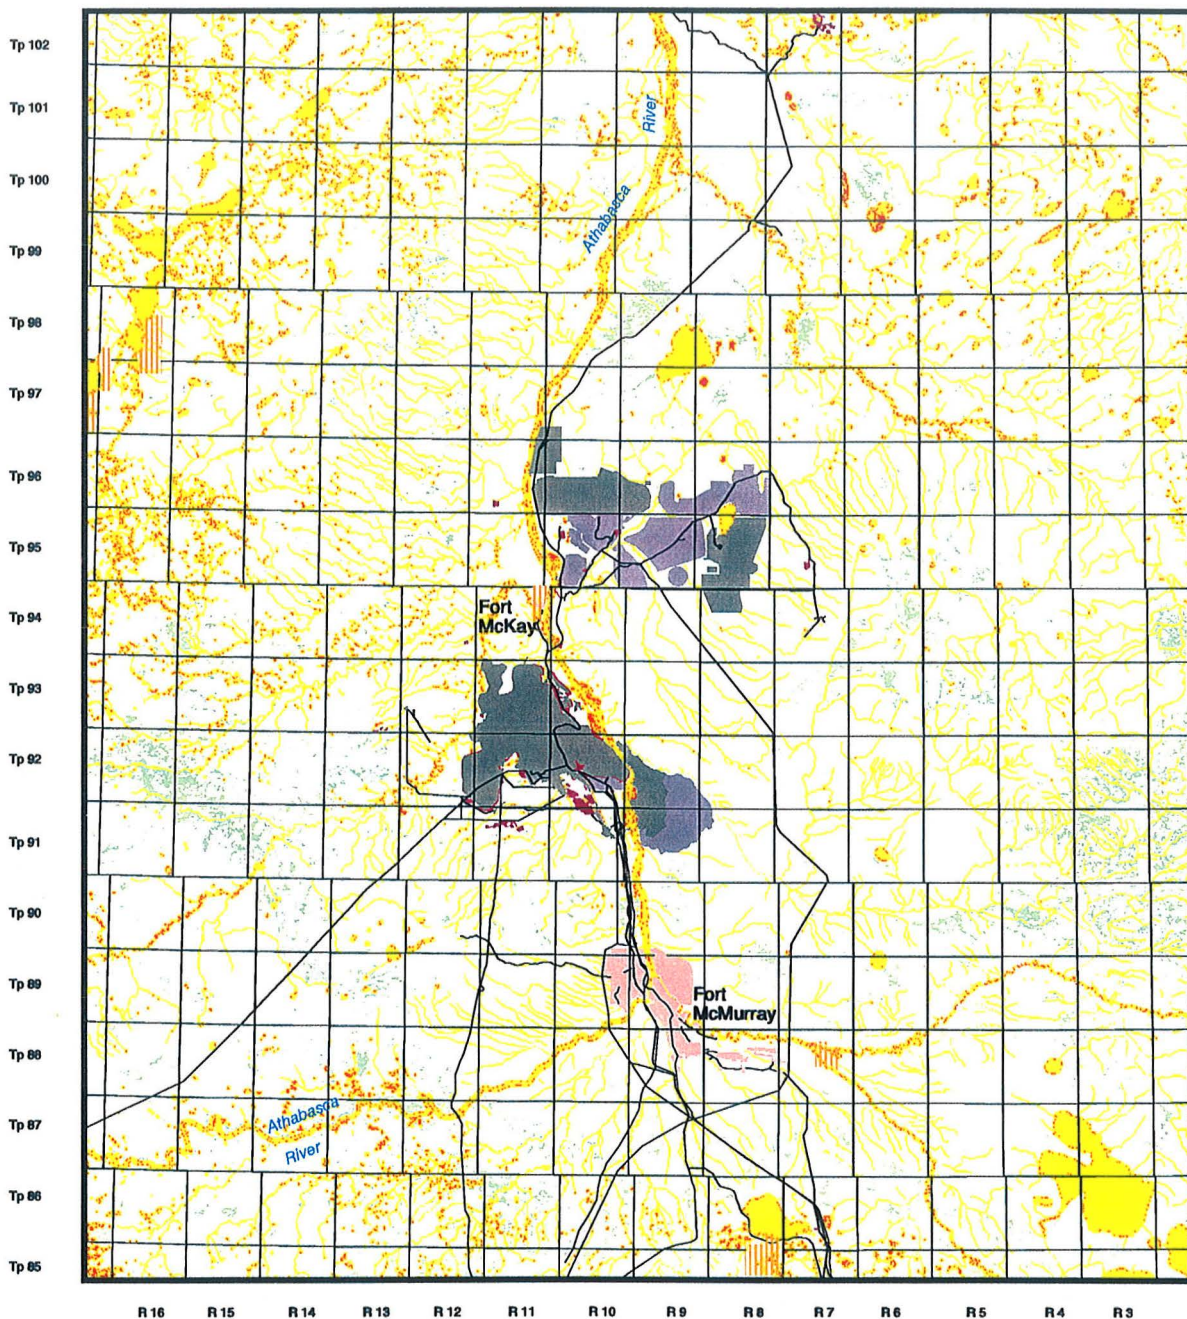 Tp 102
Tp 101
River
Tp 100
Athabasca
Tp 99
Tp 98
Tp 97
Tp 96
Tp 95
Tp 94
Fort
McKay
Tp 93
Tp 92
Tp 91
Tp 90
Tp 89
Fort
McMurray
Tp 88
Athabasca
River
Tp 87
Tp 86
Tp 85
R 16 R 15 R 14 R 13 R 12 R 11 R 10 R 9 R 8 R 7 R 6 R 5 R 4 R 3